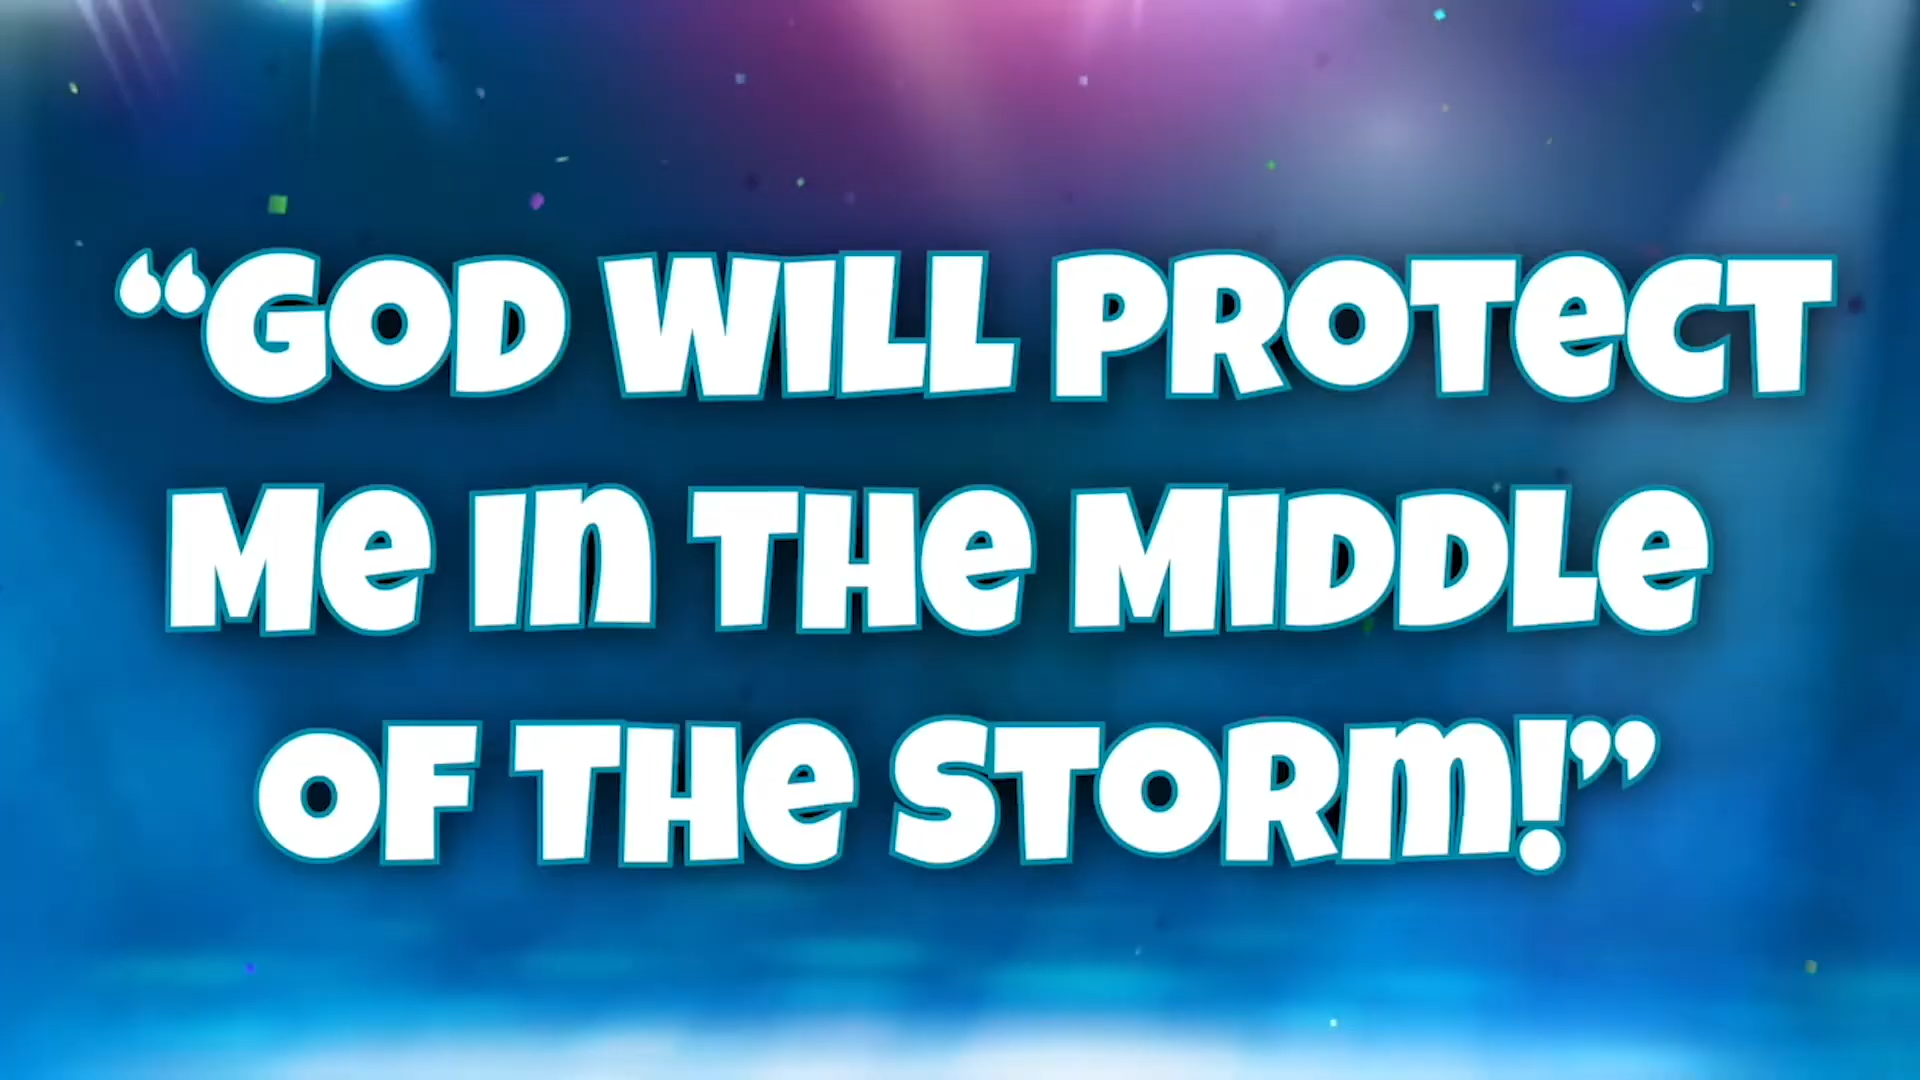 “GOD WILL PROTECT
ME IN THE MIDDLE
OF THE STORM!”